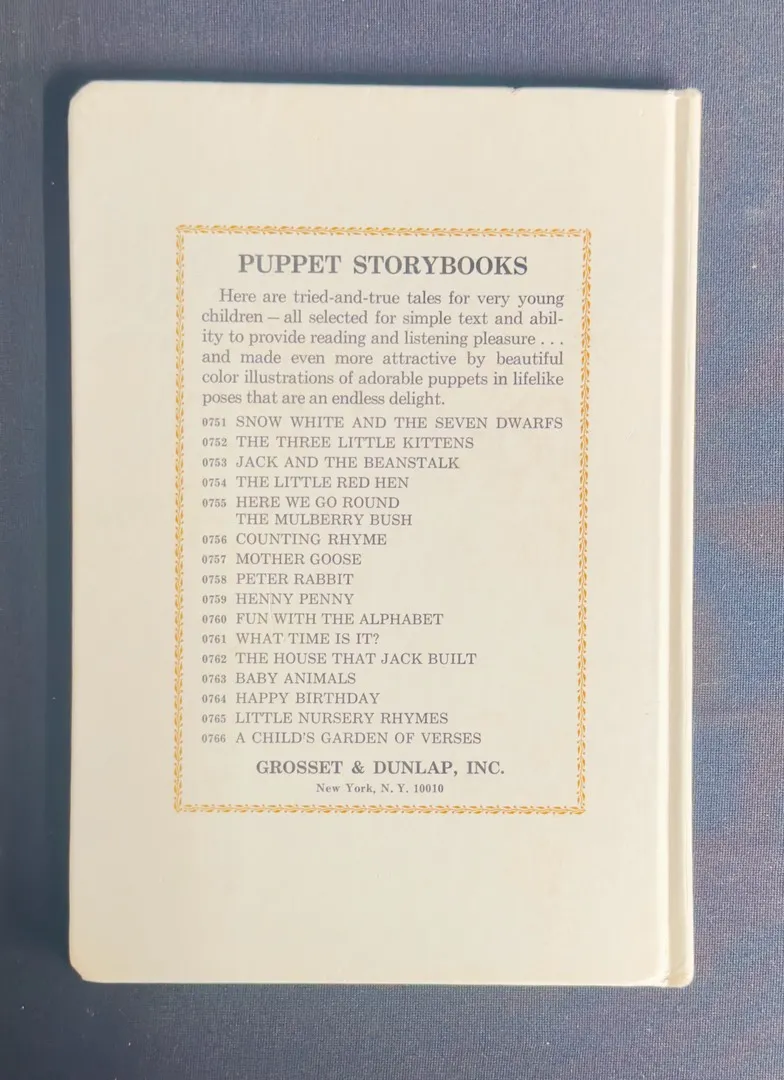 PUPPET STORYBOOKS
Here are tried-and-true tales for very young
children — all selected for simple text and abil-
ity to provide reading and listening pleasure . . .
and made even more attractive by beautiful
color illustrations of adorable puppets in lifelike
poses that are an endless delight.
0751 SNOW WHITE AND THE SEVEN DWARFS
0752 THE THREE LITTLE KITTENS
0753 JACK AND THE BEANSTALK
0754 THE LITTLE RED HEN
0755 HERE WE GO ROUND
THE MULBERRY BUSH
0756 COUNTING RHYME
0757 MOTHER GOOSE
0758 PETER RABBIT
0759 HENNY PENNY
0760 FUN WITH THE ALPHABET
0761 WHAT TIME IS IT?
0762 THE HOUSE THAT JACK BUILT
0763 BABY ANIMALS
0764 HAPPY BIRTHDAY
0765 LITTLE NURSERY RHYMES
0766 A CHILD'S GARDEN OF VERSES
GROSSET & DUNLAP, INC.
New York, N. Y. 10010